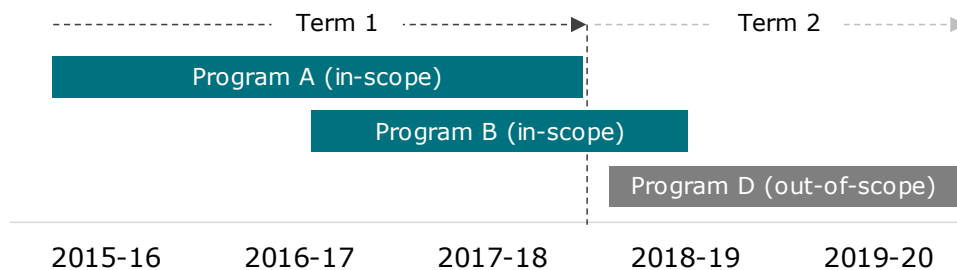 Term 1 Term 2
Program A (in-scope)
Program B (in-scope)
Program D (out-of-scope)
2015-16 2016-17 2017-18 2018-19 2019-20